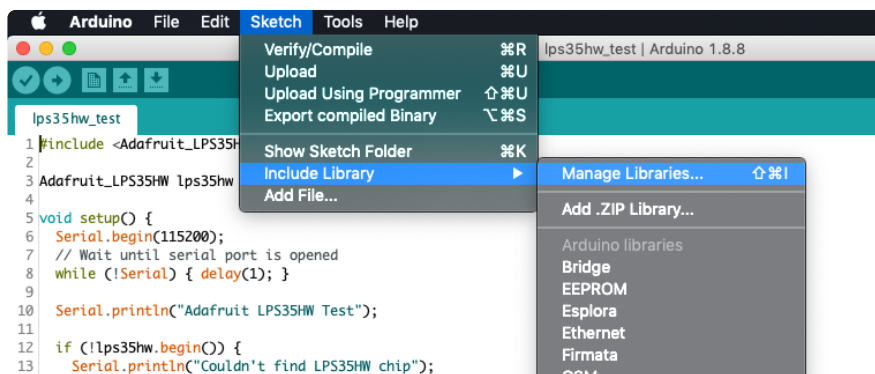 Arduino File Edit Sketch Tools Help
lps35hw_test | Arduino 1.8.8
Verify/Compile ⌘R
Upload ⌘U
Upload Using Programmer ⇧⌘U
Export compiled Binary ⌥⌘S
Show Sketch Folder ⌘K
Include Library ▶
Add File...
Manage Libraries... ⇧⌘I
Add .ZIP Library...
Arduino libraries
Bridge
EEPROM
Esplora
Ethernet
Firmata
lps35hw_test
1 #include <Adafruit_LPS35H
2
3 Adafruit_LPS35HW lps35hw
4
5 void setup() {
6 Serial.begin(115200);
7 // Wait until serial port is opened
8 while (!Serial) { delay(1); }
9
10 Serial.println("Adafruit LPS35HW Test");
11
12 if (!lps35hw.begin()) {
13 Serial.println("Couldn't find LPS35HW chip");